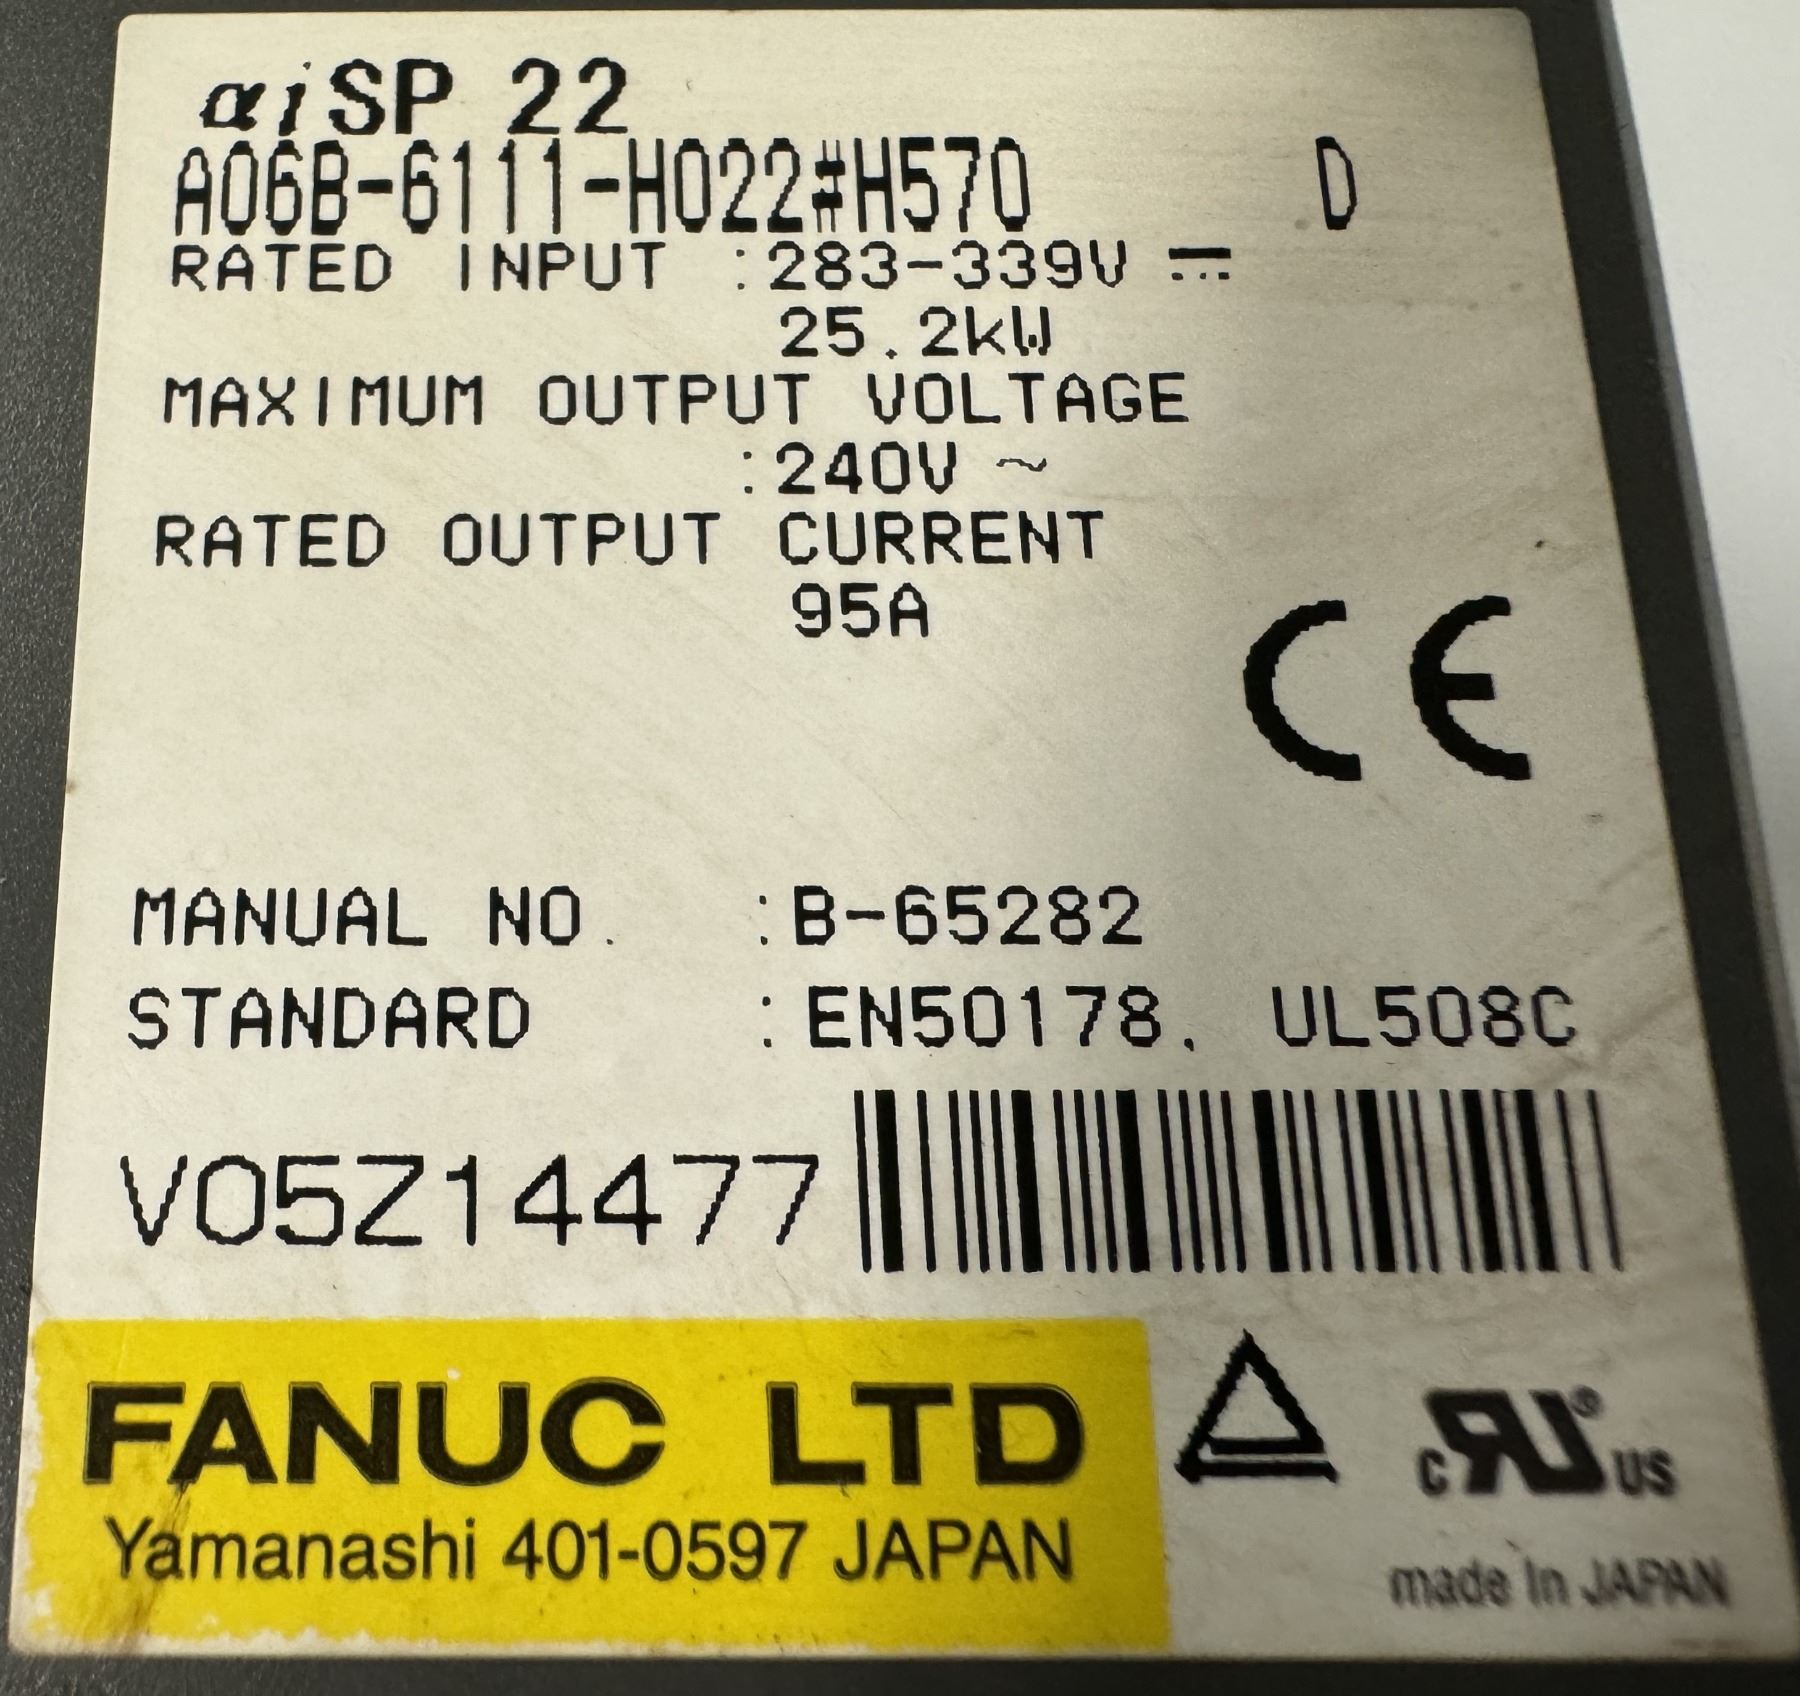 αiSP 22
A06B-6111-H022#H570 D
RATED INPUT :283-339V ⎓
25.2kW
MAXIMUM OUTPUT VOLTAGE
:240V ~
RATED OUTPUT CURRENT
95A
CE
MANUAL NO. :B-65282
STANDARD :EN50178. UL508C
V05Z14477
FANUC LTD
Yamanashi 401-0597 JAPAN
c RU® US
made In JAPAN